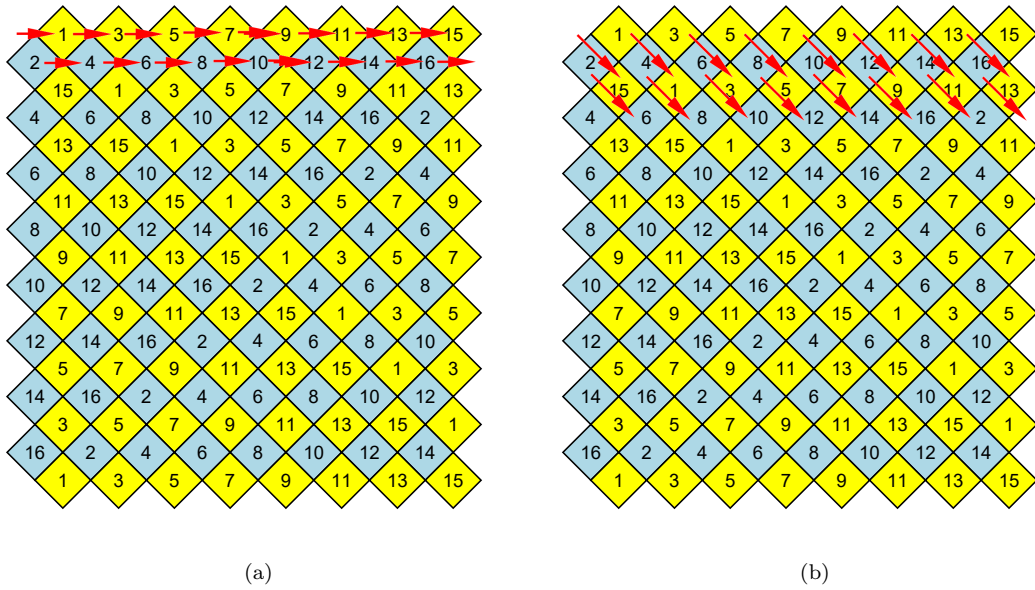 1 3 5 7 9 11 13 15
2 4 6 8 10 12 14 16
15 1 3 5 7 9 11 13
4 6 8 10 12 14 16 2
13 15 1 3 5 7 9 11
6 8 10 12 14 16 2 4
11 13 15 1 3 5 7 9
8 10 12 14 16 2 4 6
9 11 13 15 1 3 5 7
10 12 14 16 2 4 6 8
7 9 11 13 15 1 3 5
12 14 16 2 4 6 8 10
5 7 9 11 13 15 1 3
14 16 2 4 6 8 10 12
3 5 7 9 11 13 15 1
16 2 4 6 8 10 12 14
1 3 5 7 9 11 13 15
(a)
1 3 5 7 9 11 13 15
2 4 6 8 10 12 14 16
15 1 3 5 7 9 11 13
4 6 8 10 12 14 16 2
13 15 1 3 5 7 9 11
6 8 10 12 14 16 2 4
11 13 15 1 3 5 7 9
8 10 12 14 16 2 4 6
9 11 13 15 1 3 5 7
10 12 14 16 2 4 6 8
7 9 11 13 15 1 3 5
12 14 16 2 4 6 8 10
5 7 9 11 13 15 1 3
14 16 2 4 6 8 10 12
3 5 7 9 11 13 15 1
16 2 4 6 8 10 12 14
1 3 5 7 9 11 13 15
(b)